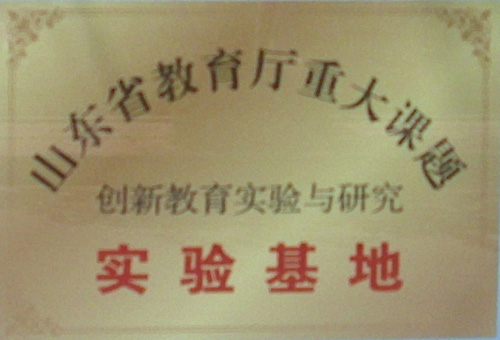 山东省教育厅重大课题
创新教育实验与研究
实验基地